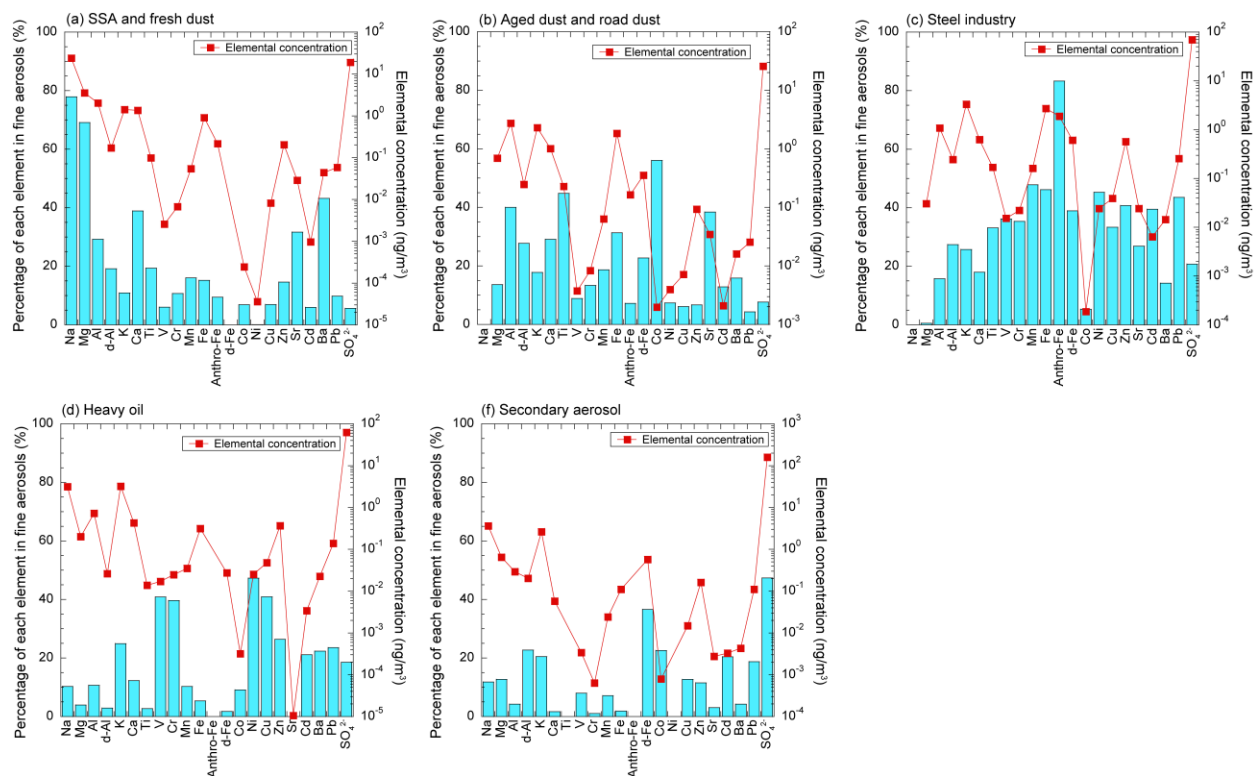 (a) SSA and fresh dust
Elemental concentration
Percentage of each element in fine aerosols (%)
100
80
60
40
20
0
10²
10¹
10⁰
10⁻¹
10⁻²
10⁻³
10⁻⁴
10⁻⁵
Elemental concentration (ng/m³)
Na
Mg
Al
d-Al
K
Ca
Ti
V
Cr
Mn
Fe
Anthro-Fe
d-Fe
Co
Ni
Cu
Zn
Sr
Cd
Ba
Pb
SO₄²⁻
(b) Aged dust and road dust
Elemental concentration
Percentage of each element in fine aerosols (%)
100
80
60
40
20
0
10²
10¹
10⁰
10⁻¹
10⁻²
10⁻³
Elemental concentration (ng/m³)
Na
Mg
Al
d-Al
K
Ca
Ti
V
Cr
Mn
Fe
Anthro-Fe
d-Fe
Co
Ni
Cu
Zn
Sr
Cd
Ba
Pb
SO₄²⁻
(c) Steel industry
Elemental concentration
Percentage of each element in fine aerosols (%)
100
80
60
40
20
0
10²
10¹
10⁰
10⁻¹
10⁻²
10⁻³
10⁻⁴
Elemental concentration (ng/m³)
Na
Mg
Al
d-Al
K
Ca
Ti
V
Cr
Mn
Fe
Anthro-Fe
d-Fe
Co
Ni
Cu
Zn
Sr
Cd
Ba
Pb
SO₄²⁻
(d) Heavy oil
Elemental concentration
Percentage of each element in fine aerosols (%)
100
80
60
40
20
0
10²
10¹
10⁰
10⁻¹
10⁻²
10⁻³
10⁻⁴
10⁻⁵
Elemental concentration (ng/m³)
Na
Mg
Al
d-Al
K
Ca
Ti
V
Cr
Mn
Fe
Anthro-Fe
d-Fe
Co
Ni
Cu
Zn
Sr
Cd
Ba
Pb
SO₄²⁻
(f) Secondary aerosol
Elemental concentration
Percentage of each element in fine aerosols (%)
100
80
60
40
20
0
10³
10²
10¹
10⁰
10⁻¹
10⁻²
10⁻³
10⁻⁴
Elemental concentration (ng/m³)
Na
Mg
Al
d-Al
K
Ca
Ti
V
Cr
Mn
Fe
Anthro-Fe
d-Fe
Co
Ni
Cu
Zn
Sr
Cd
Ba
Pb
SO₄²⁻